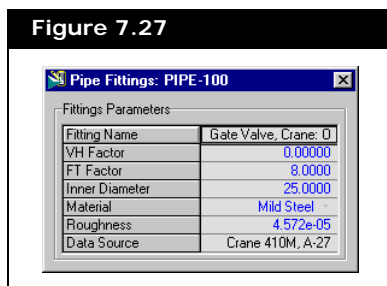 Figure 7.27
Pipe Fittings: PIPE-100
Fittings Parameters
Fitting Name Gate Valve, Crane: O
VH Factor 0.00000
FT Factor 8.0000
Inner Diameter 25.0000
Material Mild Steel
Roughness 4.572e-05
Data Source Crane 410M, A-27